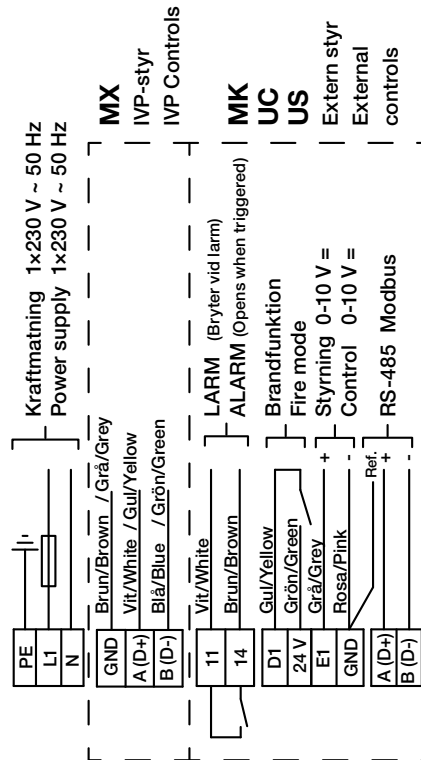 PE
L1
N
Kraftmatning 1×230 V ~ 50 Hz
Power supply 1×230 V ~ 50 Hz
GND
A (D+)
B (D-)
Brun/Brown / Grå/Grey
Vit/White / Gul/Yellow
Blå/Blue / Grön/Green
MX
IVP-styr
IVP Controls
11
14
Vit/White
Brun/Brown
LARM (Bryter vid larm)
ALARM (Opens when triggered)
D1
24 V
E1
GND
Gul/Yellow
Grön/Green
Grå/Grey
Rosa/Pink
Brandfunktion
Fire mode
+
-
Styrning 0-10 V =
Control 0-10 V =
A (D+)
B (D-)
Ref.
+
-
RS-485 Modbus
MK
UC
US
Extern styr
External
controls